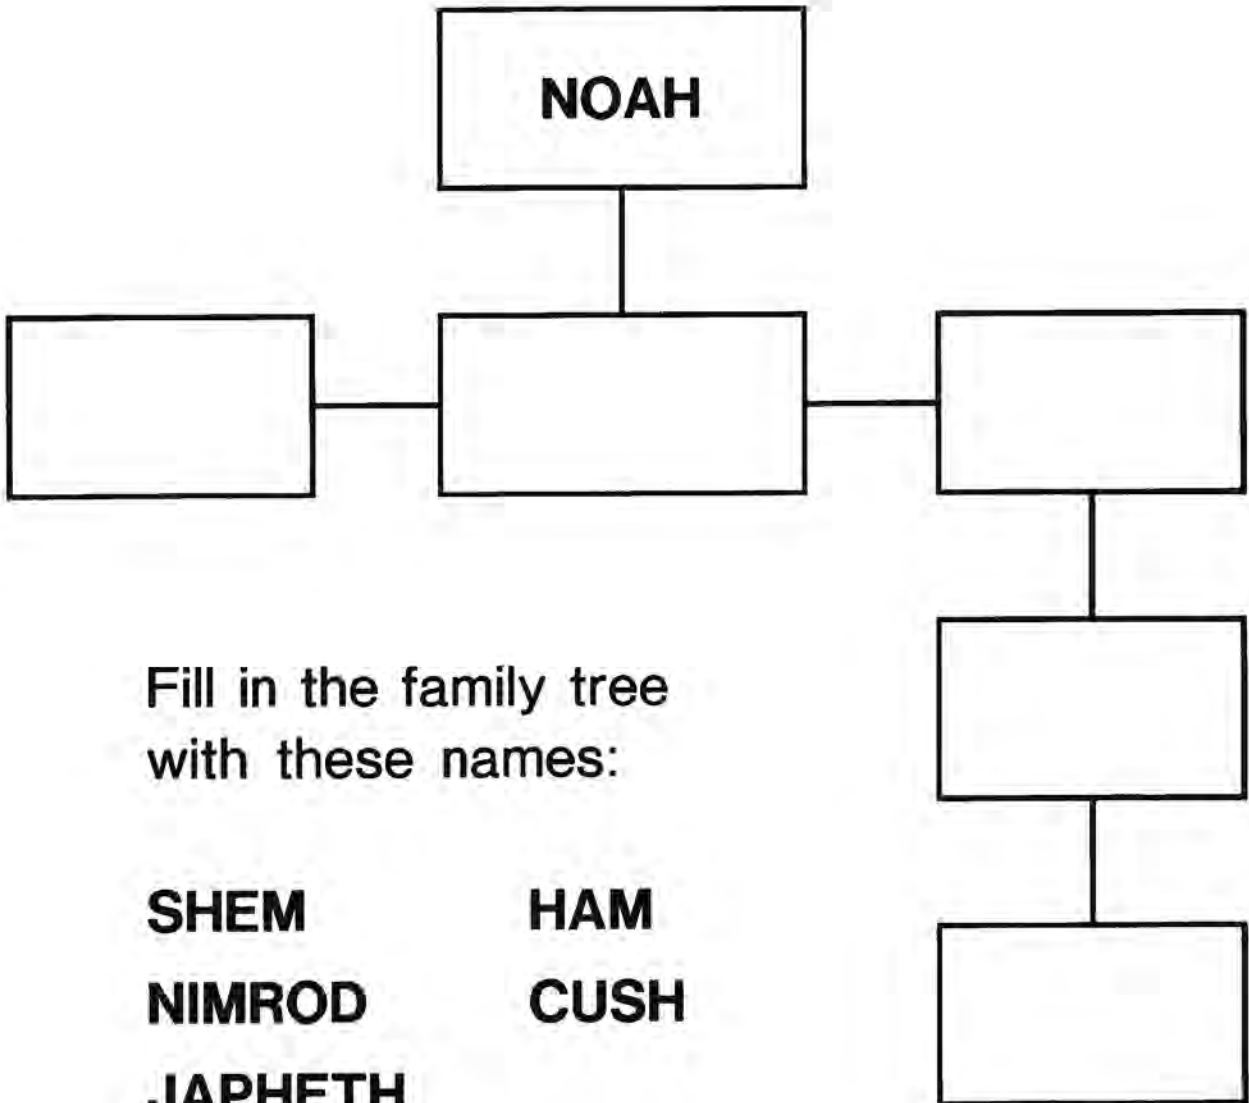 NOAH
Fill in the family tree
with these names:
SHEM HAM
NIMROD CUSH
JAPHETH